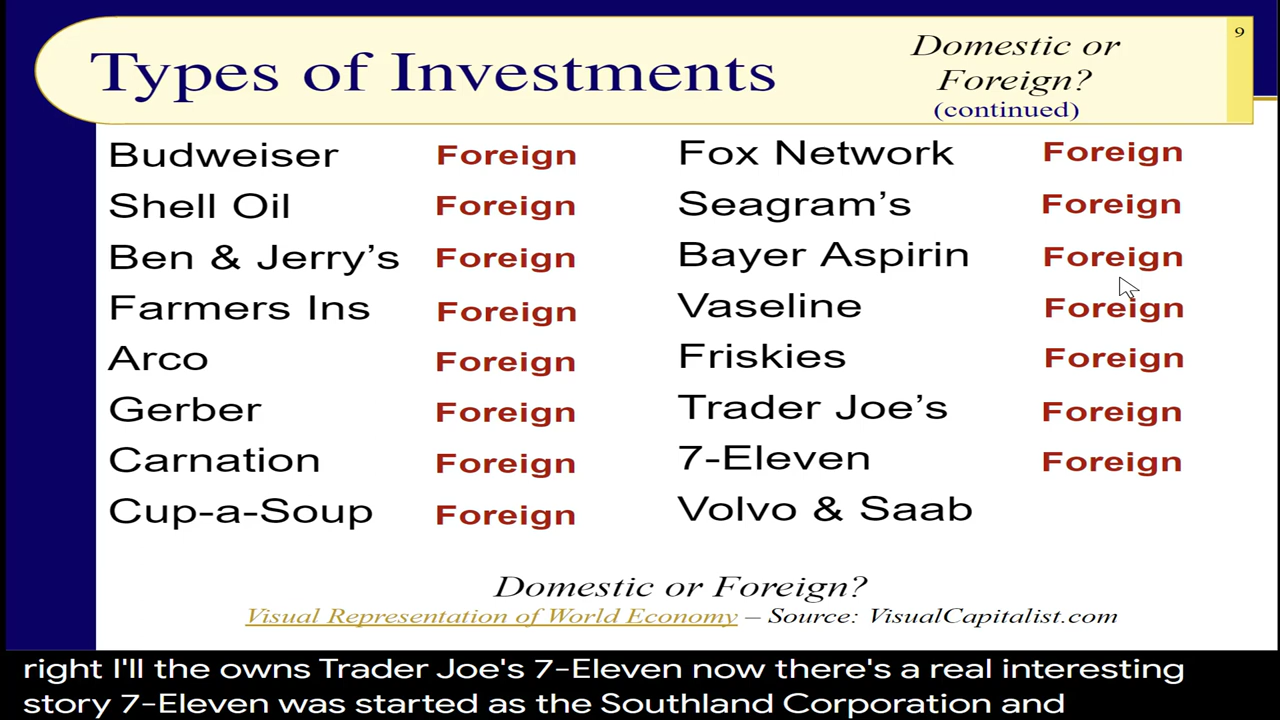 Types of Investments
Domestic or
Foreign?
(continued)
9
Budweiser Foreign
Shell Oil Foreign
Ben & Jerry's Foreign
Farmers Ins Foreign
Arco Foreign
Gerber Foreign
Carnation Foreign
Cup-a-Soup Foreign
Fox Network Foreign
Seagram's Foreign
Bayer Aspirin Foreign
Vaseline Foreign
Friskies Foreign
Trader Joe's Foreign
7-Eleven Foreign
Volvo & Saab
Domestic or Foreign?
Visual Representation of World Economy – Source: VisualCapitalist.com
right I'll the owns Trader Joe's 7-Eleven now there's a real interesting
story 7-Eleven was started as the Southland Corporation and